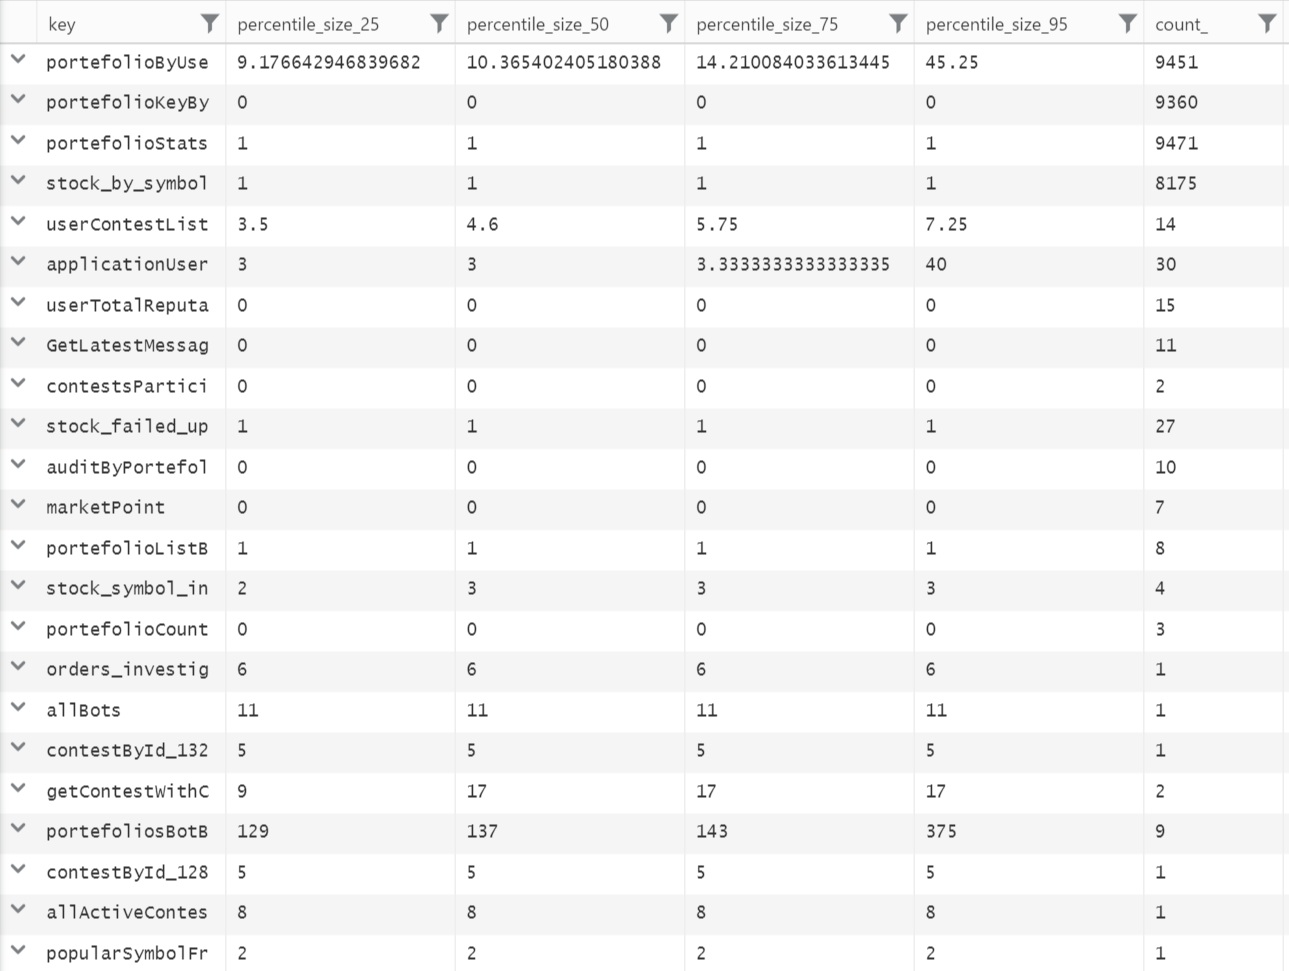 key percentile_size_25 percentile_size_50 percentile_size_75 percentile_size_95 count_
portefolioByUse 9.176642946839682 10.365402405180388 14.210084033613445 45.25 9451
portefolioKeyBy 0 0 0 0 9360
portefolioStats 1 1 1 1 9471
stock_by_symbol 1 1 1 1 8175
userContestList 3.5 4.6 5.75 7.25 14
applicationUser 3 3 3.3333333333333335 40 30
userTotalReputa 0 0 0 0 15
GetLatestMessag 0 0 0 0 11
contestsPartici 0 0 0 0 2
stock_failed_up 1 1 1 1 27
auditByPortefol 0 0 0 0 10
marketPoint 0 0 0 0 7
portefolioListB 1 1 1 1 8
stock_symbol_in 2 3 3 3 4
portefolioCount 0 0 0 0 3
orders_investig 6 6 6 6 1
allBots 11 11 11 11 1
contestById_132 5 5 5 5 1
getContestWithC 9 17 17 17 2
portefoliosBotB 129 137 143 375 9
contestById_128 5 5 5 5 1
allActiveContes 8 8 8 8 1
popularSymbolFr 2 2 2 2 1